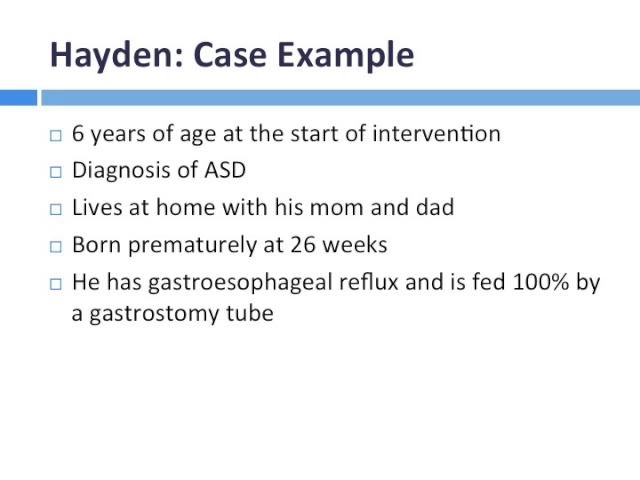 Hayden: Case Example
6 years of age at the start of intervention
Diagnosis of ASD
Lives at home with his mom and dad
Born prematurely at 26 weeks
He has gastroesophageal reflux and is fed 100% by
a gastrostomy tube